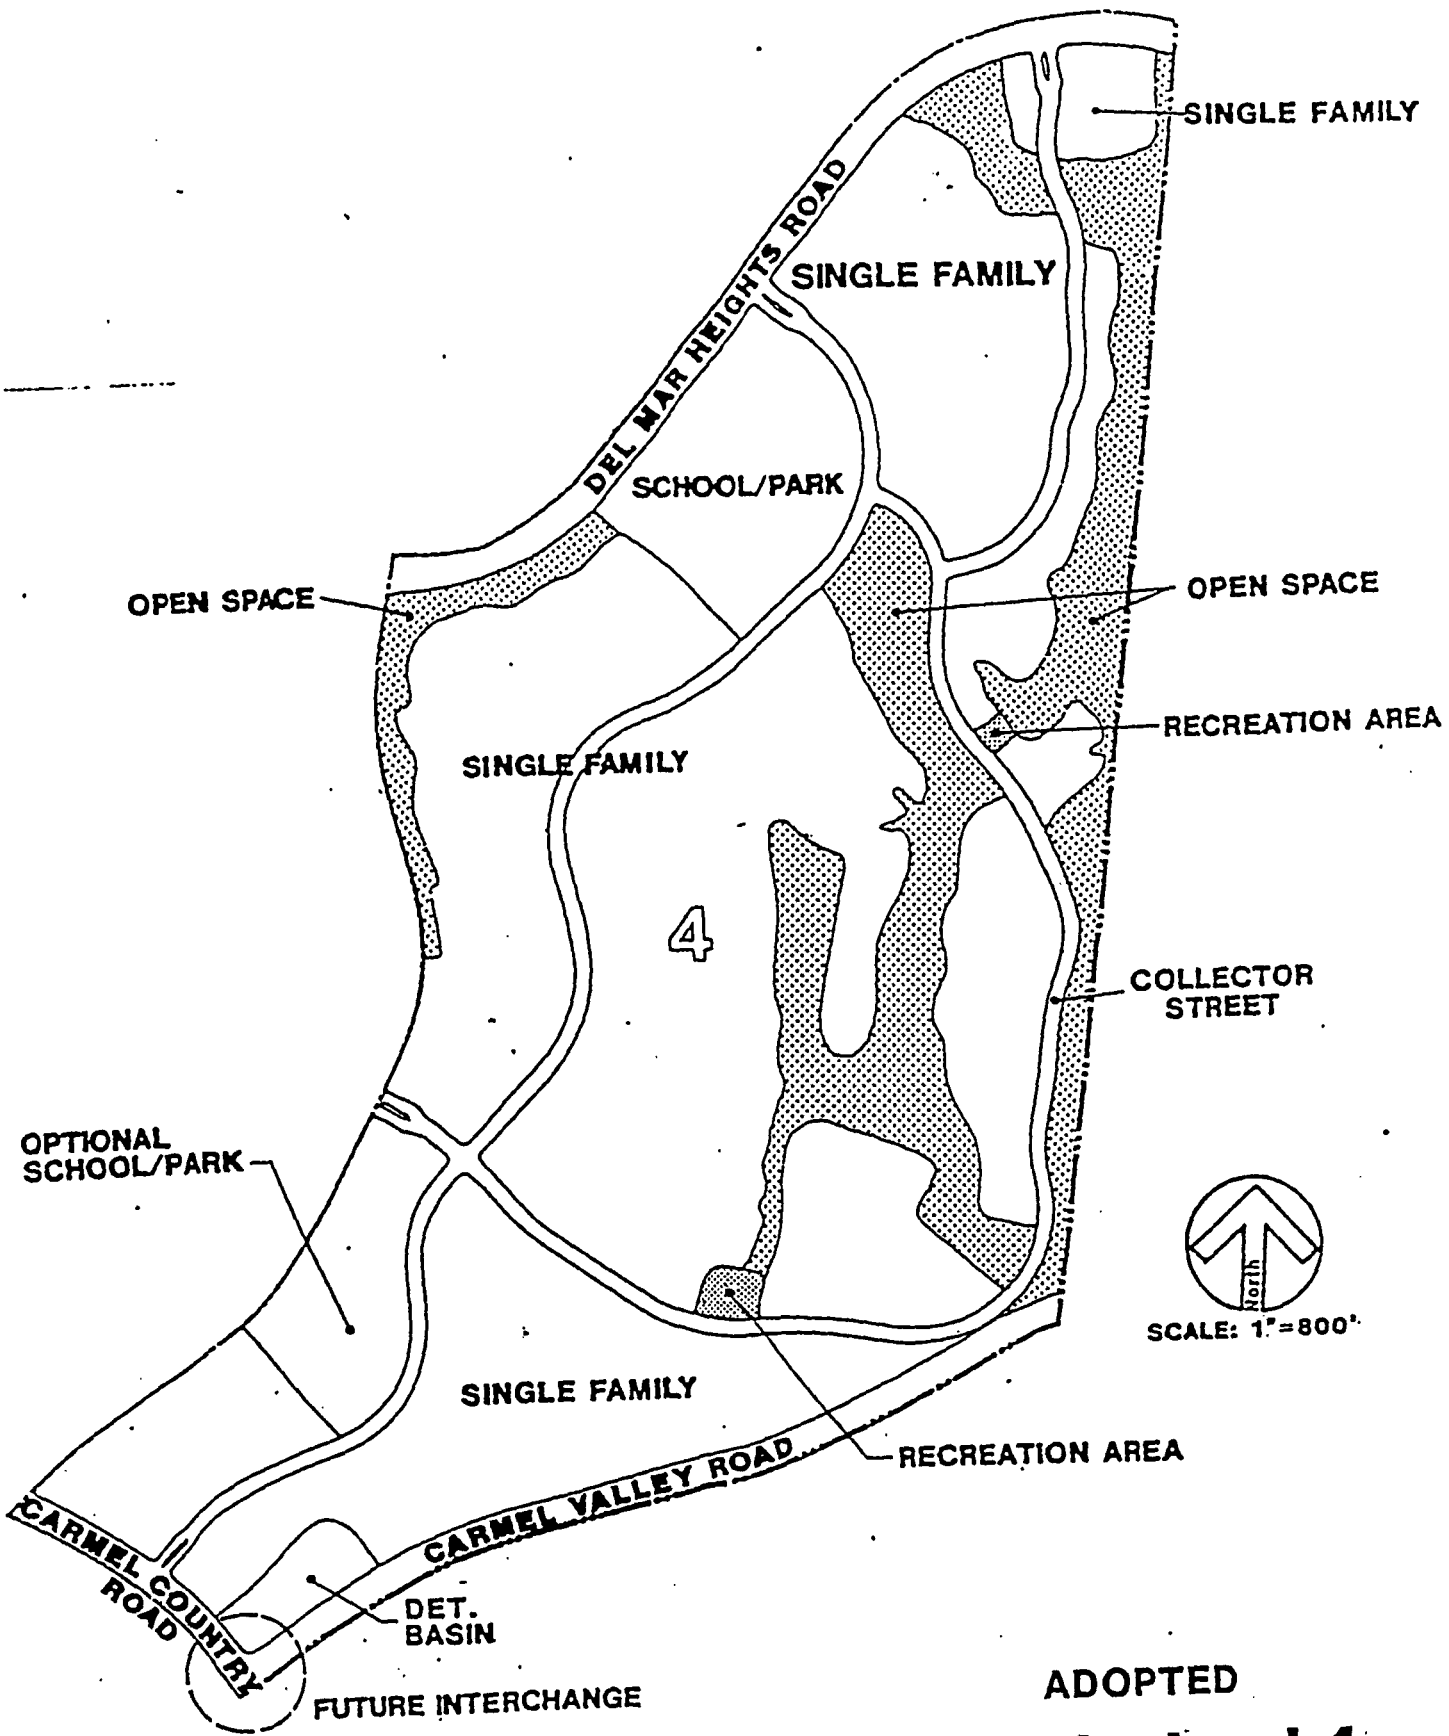 SINGLE FAMILY
DEL MAR HEIGHTS ROAD
SINGLE FAMILY
SCHOOL/PARK
OPEN SPACE
OPEN SPACE
RECREATION AREA
SINGLE FAMILY
4
COLLECTOR
STREET
OPTIONAL
SCHOOL/PARK
North
SCALE: 1"=800'
SINGLE FAMILY
RECREATION AREA
CARMEL VALLEY ROAD
CARMEL COUNTRY
ROAD
DET.
BASIN
FUTURE INTERCHANGE
ADOPTED